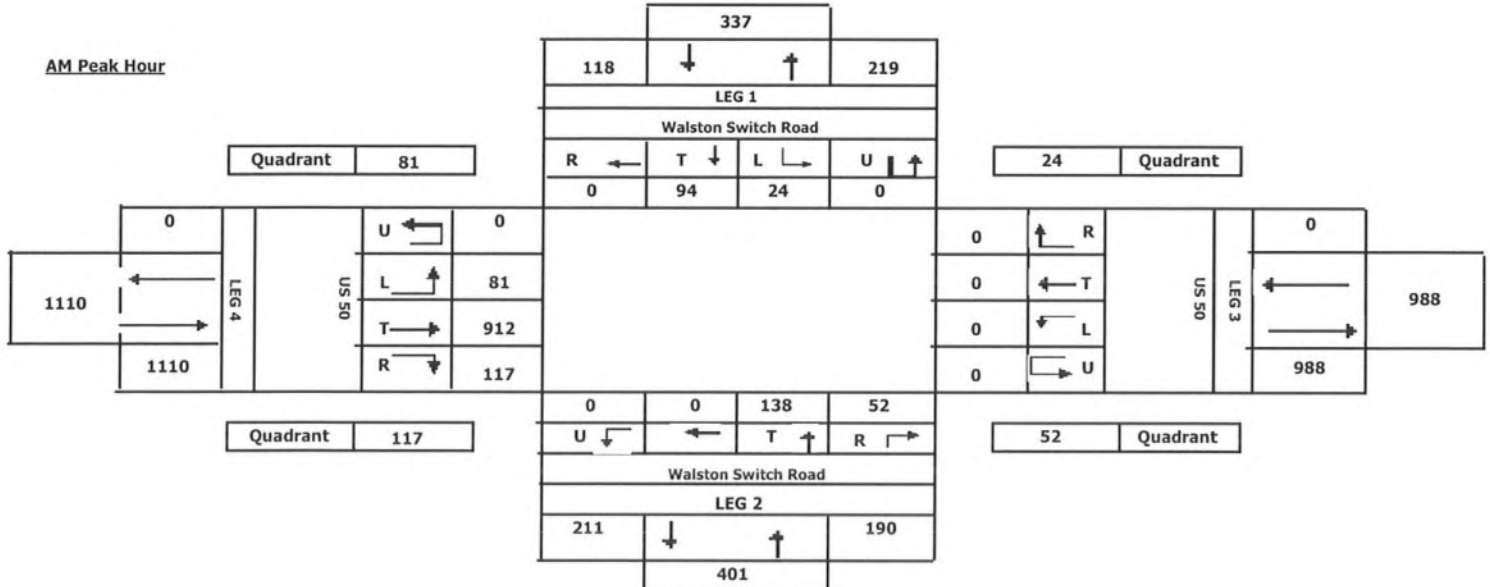 337
AM Peak Hour
118 219
LEG 1
Walston Switch Road
Quadrant 81
R T L U
24 Quadrant
0 94 24 0
0 U 0
0 R 0
1110 LEG 4 US 50 L 81
0 T US 50 LEG 3 988
T 912
0 L
1110 R 117
0 U 988
0 0 138 52
Quadrant 117
U T R
52 Quadrant
Walston Switch Road
LEG 2
211 190
401